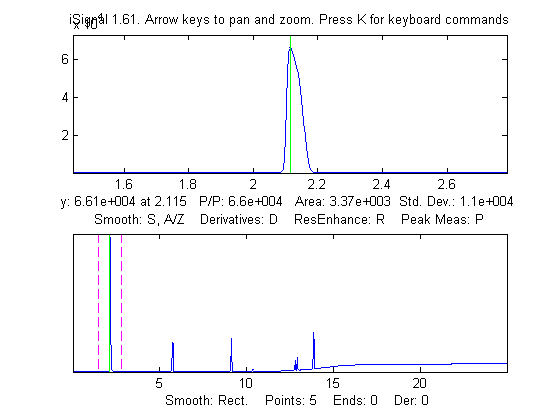 iSignal 1.61. Arrow keys to pan and zoom. Press K for keyboard commands
x 10^4
6
4
2
1.6 1.8 2 2.2 2.4 2.6
y: 6.61e+004 at 2.115 P/P: 6.6e+004 Area: 3.37e+003 Std. Dev.: 1.1e+004
Smooth: S, A/Z Derivatives: D ResEnhance: R Peak Meas: P
5 10 15 20
Smooth: Rect. Points: 5 Ends: 0 Der: 0